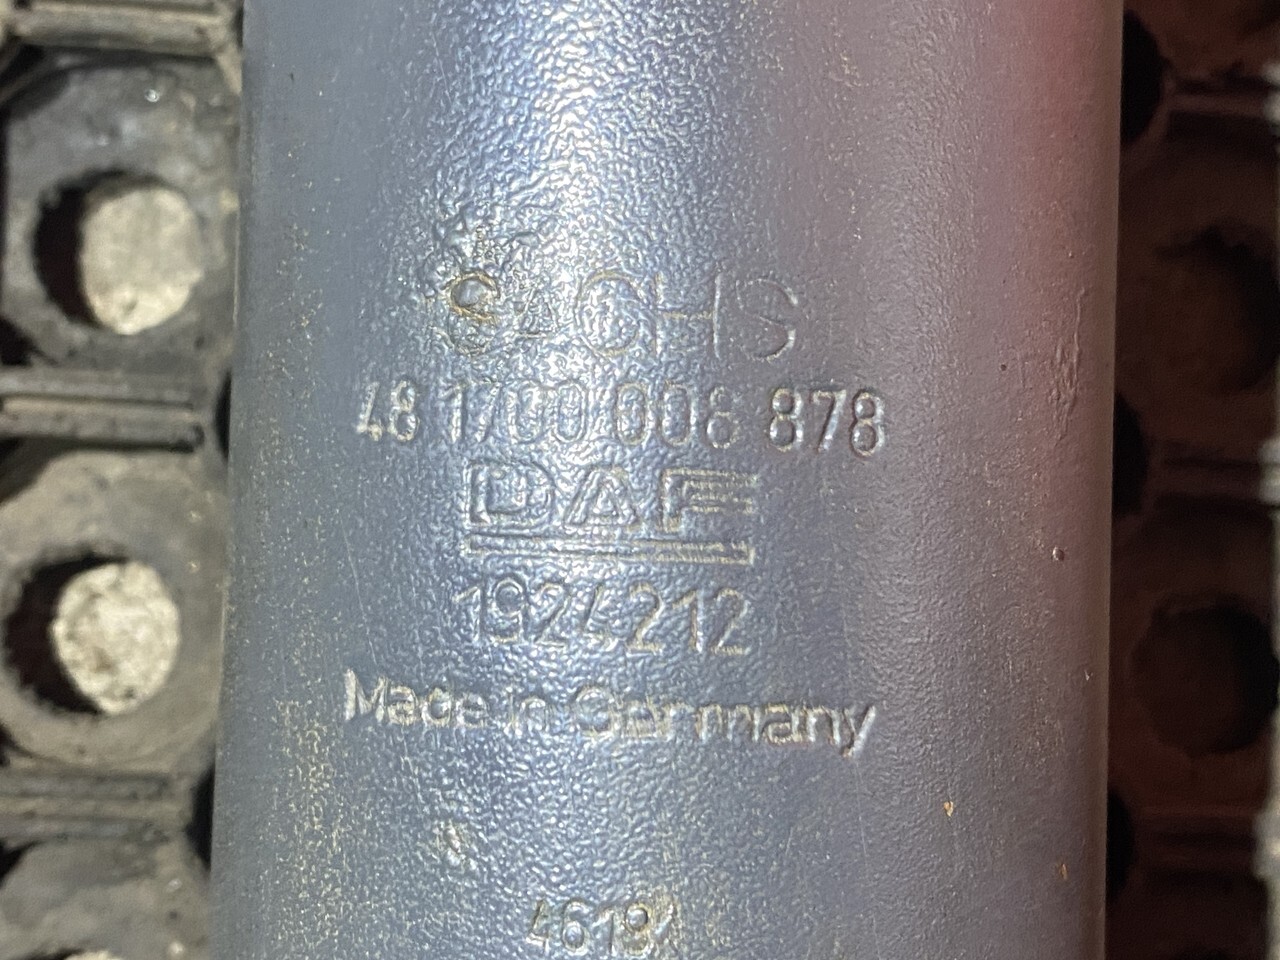 SACHS
48 1700 008 878
DAF
1924212
Made in Germany